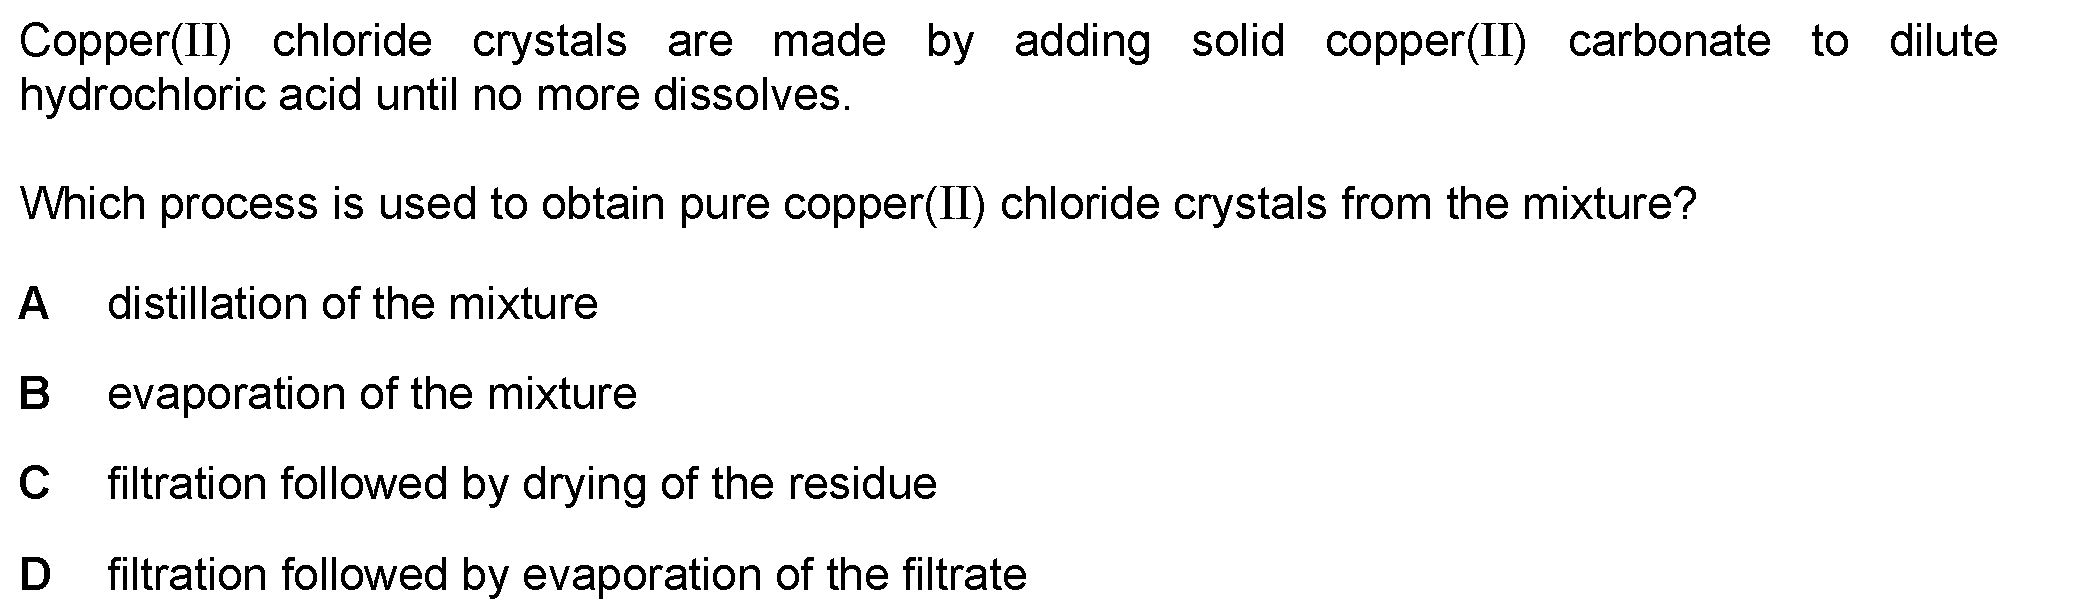 Copper(II) chloride crystals are made by adding solid copper(II) carbonate to dilute
hydrochloric acid until no more dissolves.
Which process is used to obtain pure copper(II) chloride crystals from the mixture?
A distillation of the mixture
B evaporation of the mixture
C filtration followed by drying of the residue
D filtration followed by evaporation of the filtrate